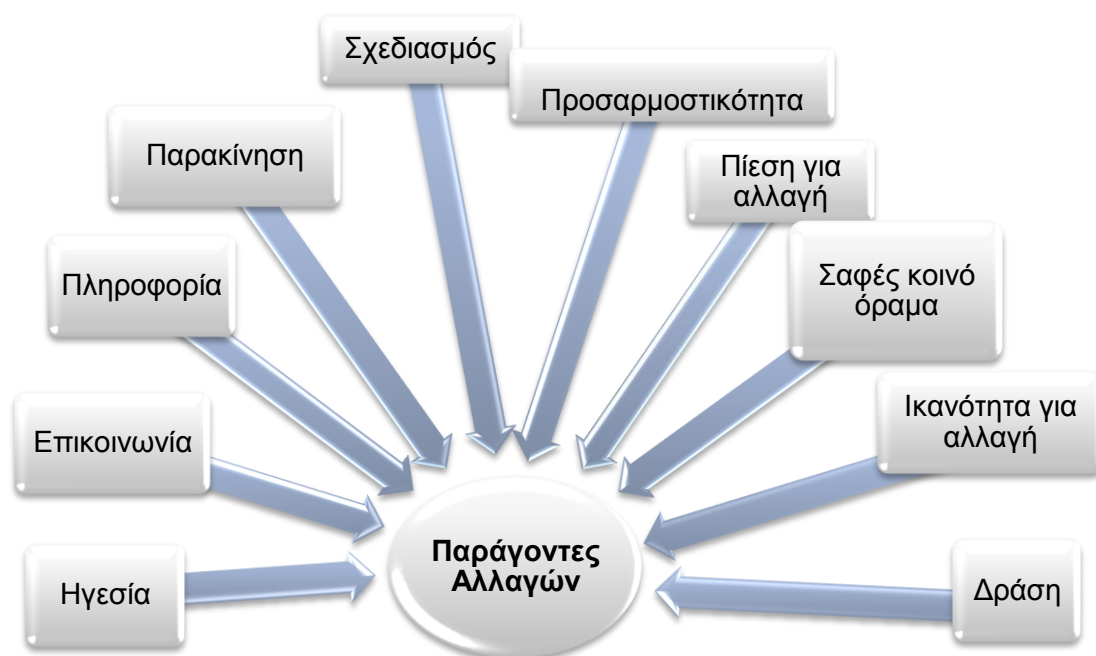 Σχεδιασμός
Προσαρμοστικότητα
Παρακίνηση
Πίεση για
αλλαγή
Πληροφορία
Σαφές κοινό
όραμα
Επικοινωνία
Ικανότητα για
αλλαγή
Παράγοντες
Αλλαγών
Ηγεσία
Δράση